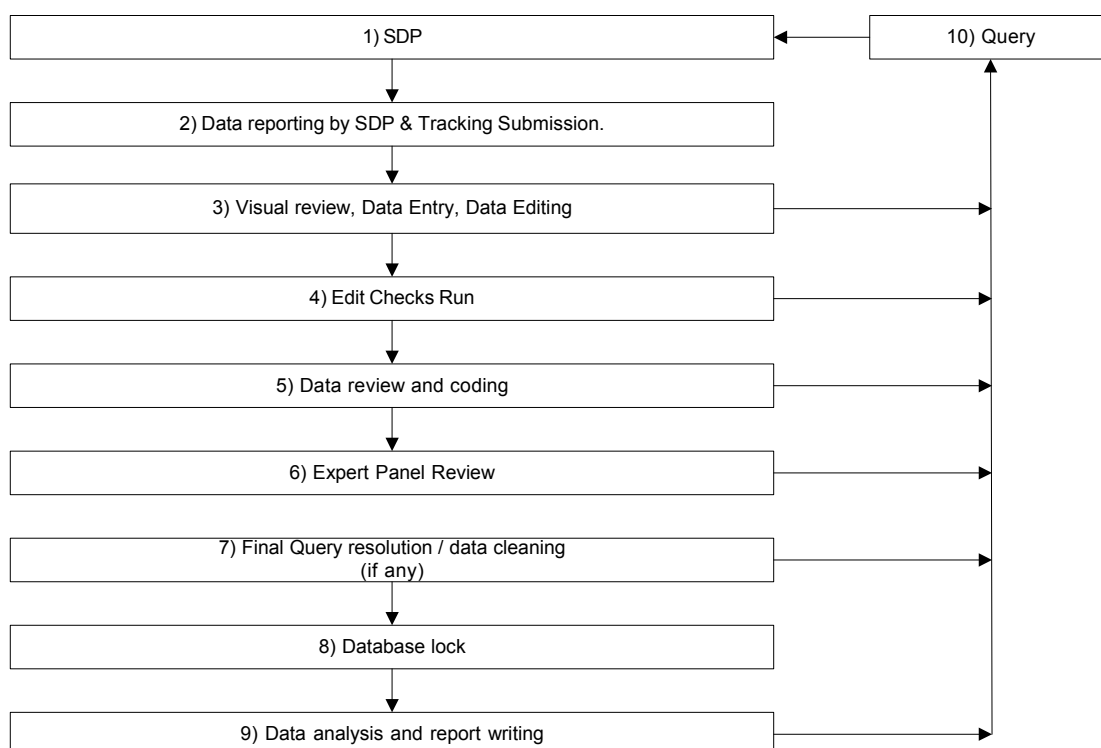 1) SDP
10) Query
2) Data reporting by SDP & Tracking Submission.
3) Visual review, Data Entry, Data Editing
4) Edit Checks Run
5) Data review and coding
6) Expert Panel Review
7) Final Query resolution / data cleaning
(if any)
8) Database lock
9) Data analysis and report writing